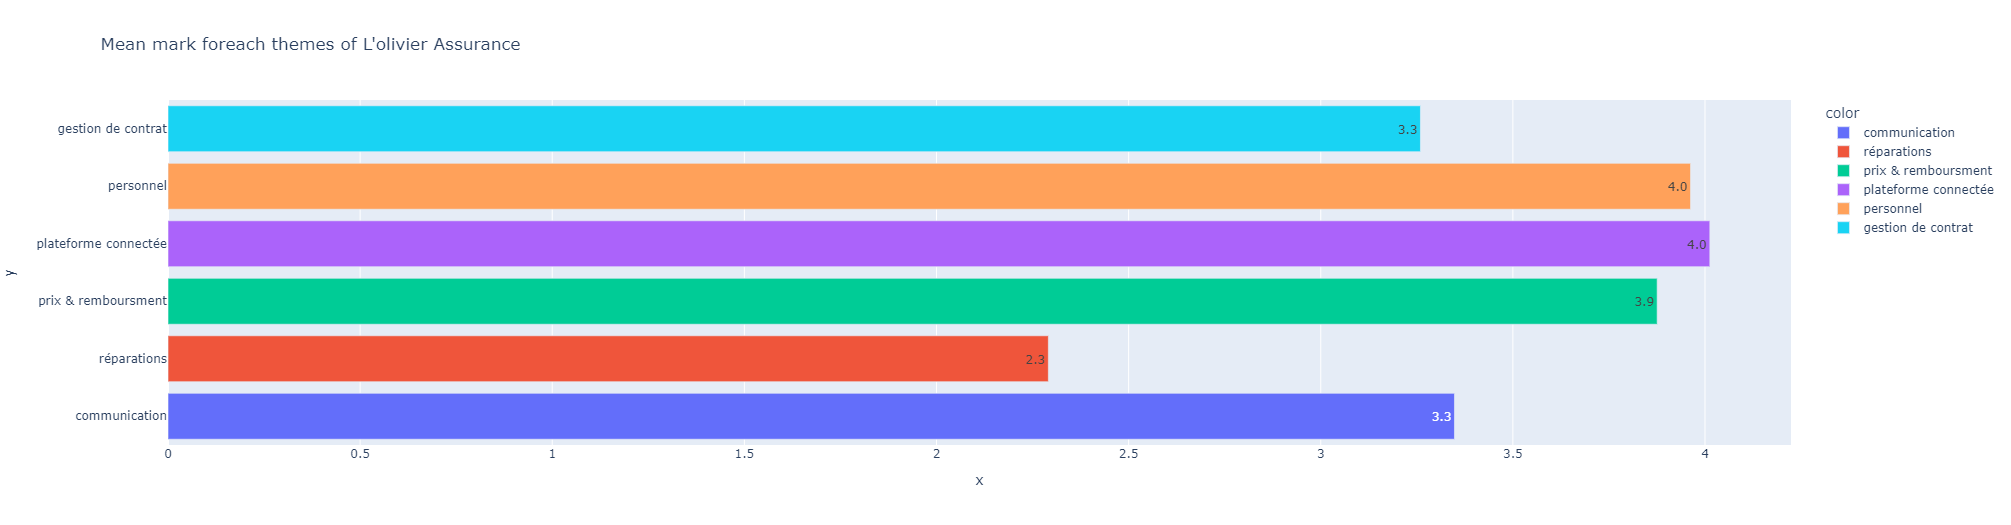 Mean mark foreach themes of L'olivier Assurance
gestion de contrat
3.3
personnel
4.0
plateforme connectée
4.0
prix & remboursment
3.9
réparations
2.3
communication
3.3
y
0 0.5 1 1.5 2 2.5 3 3.5 4
x
color
communication
réparations
prix & remboursment
plateforme connectée
personnel
gestion de contrat